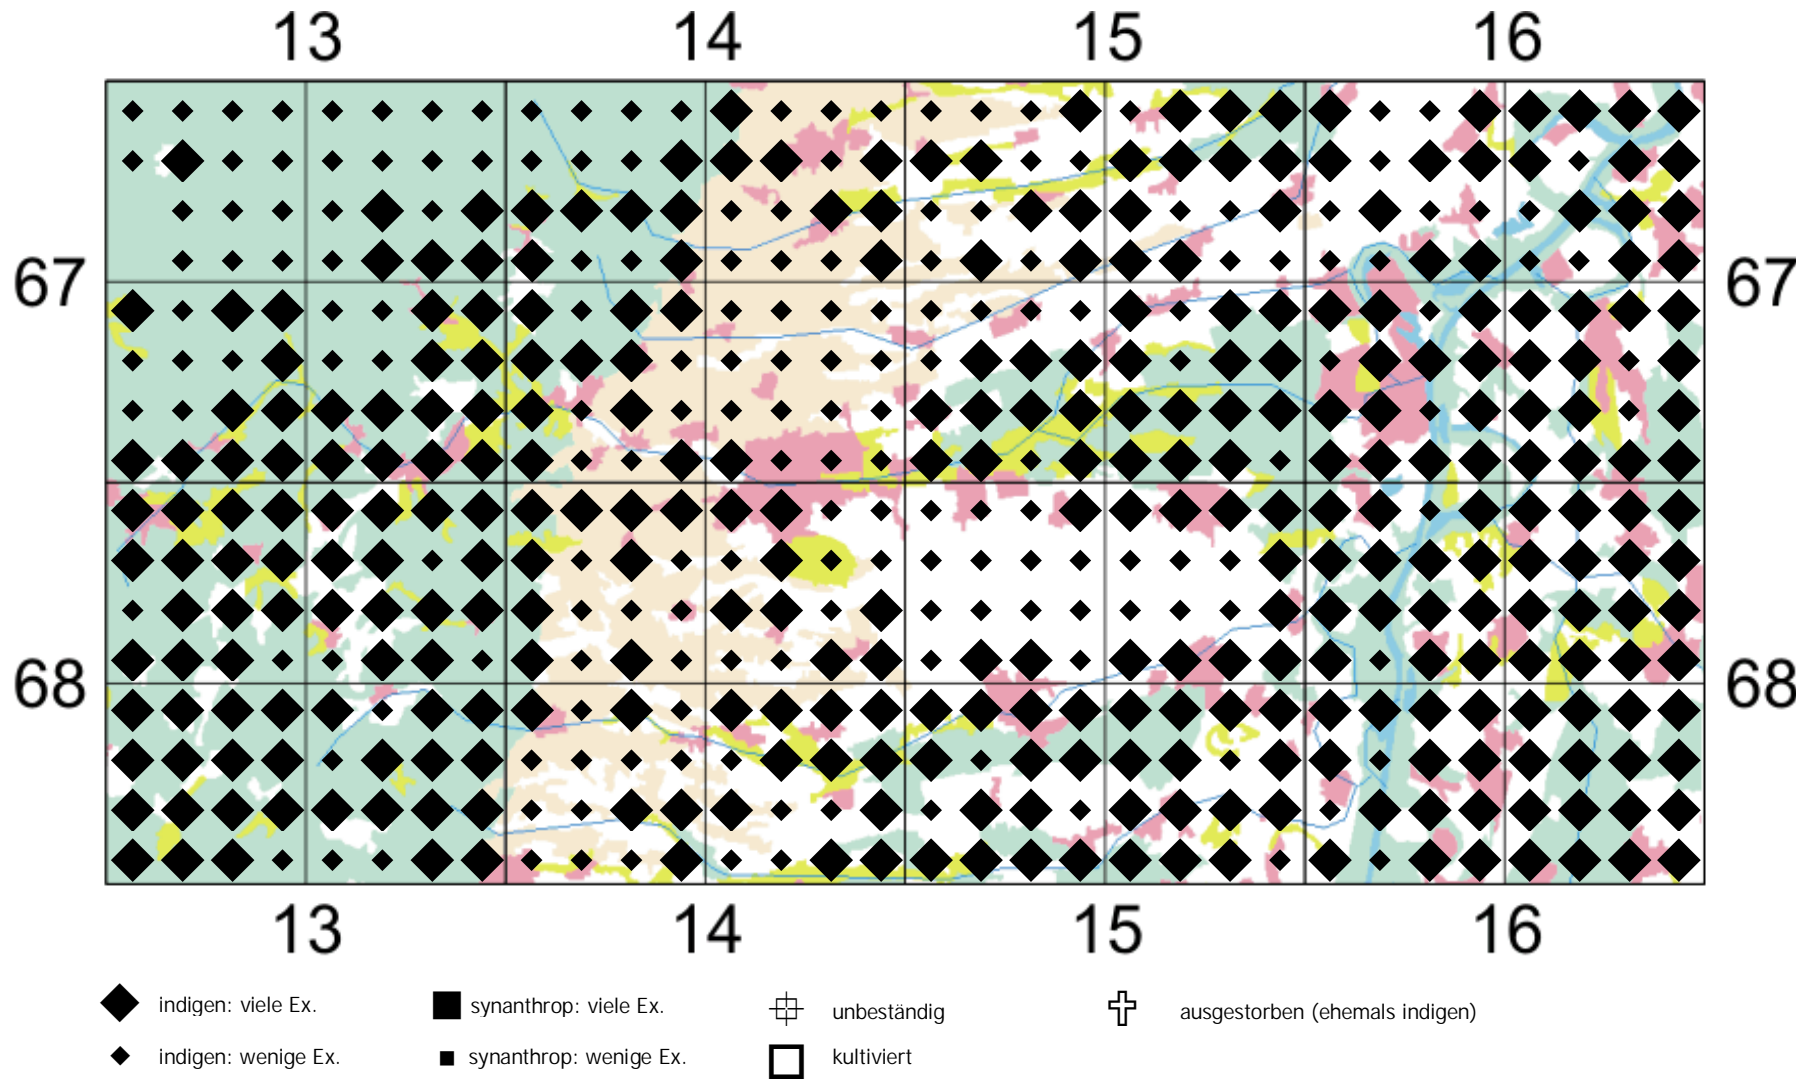 13 14 15 16
67 67
68 68
13 14 15 16
indigen: viele Ex. synanthrop: viele Ex. unbeständig ausgestorben (ehemals indigen)
indigen: wenige Ex. synanthrop: wenige Ex. kultiviert